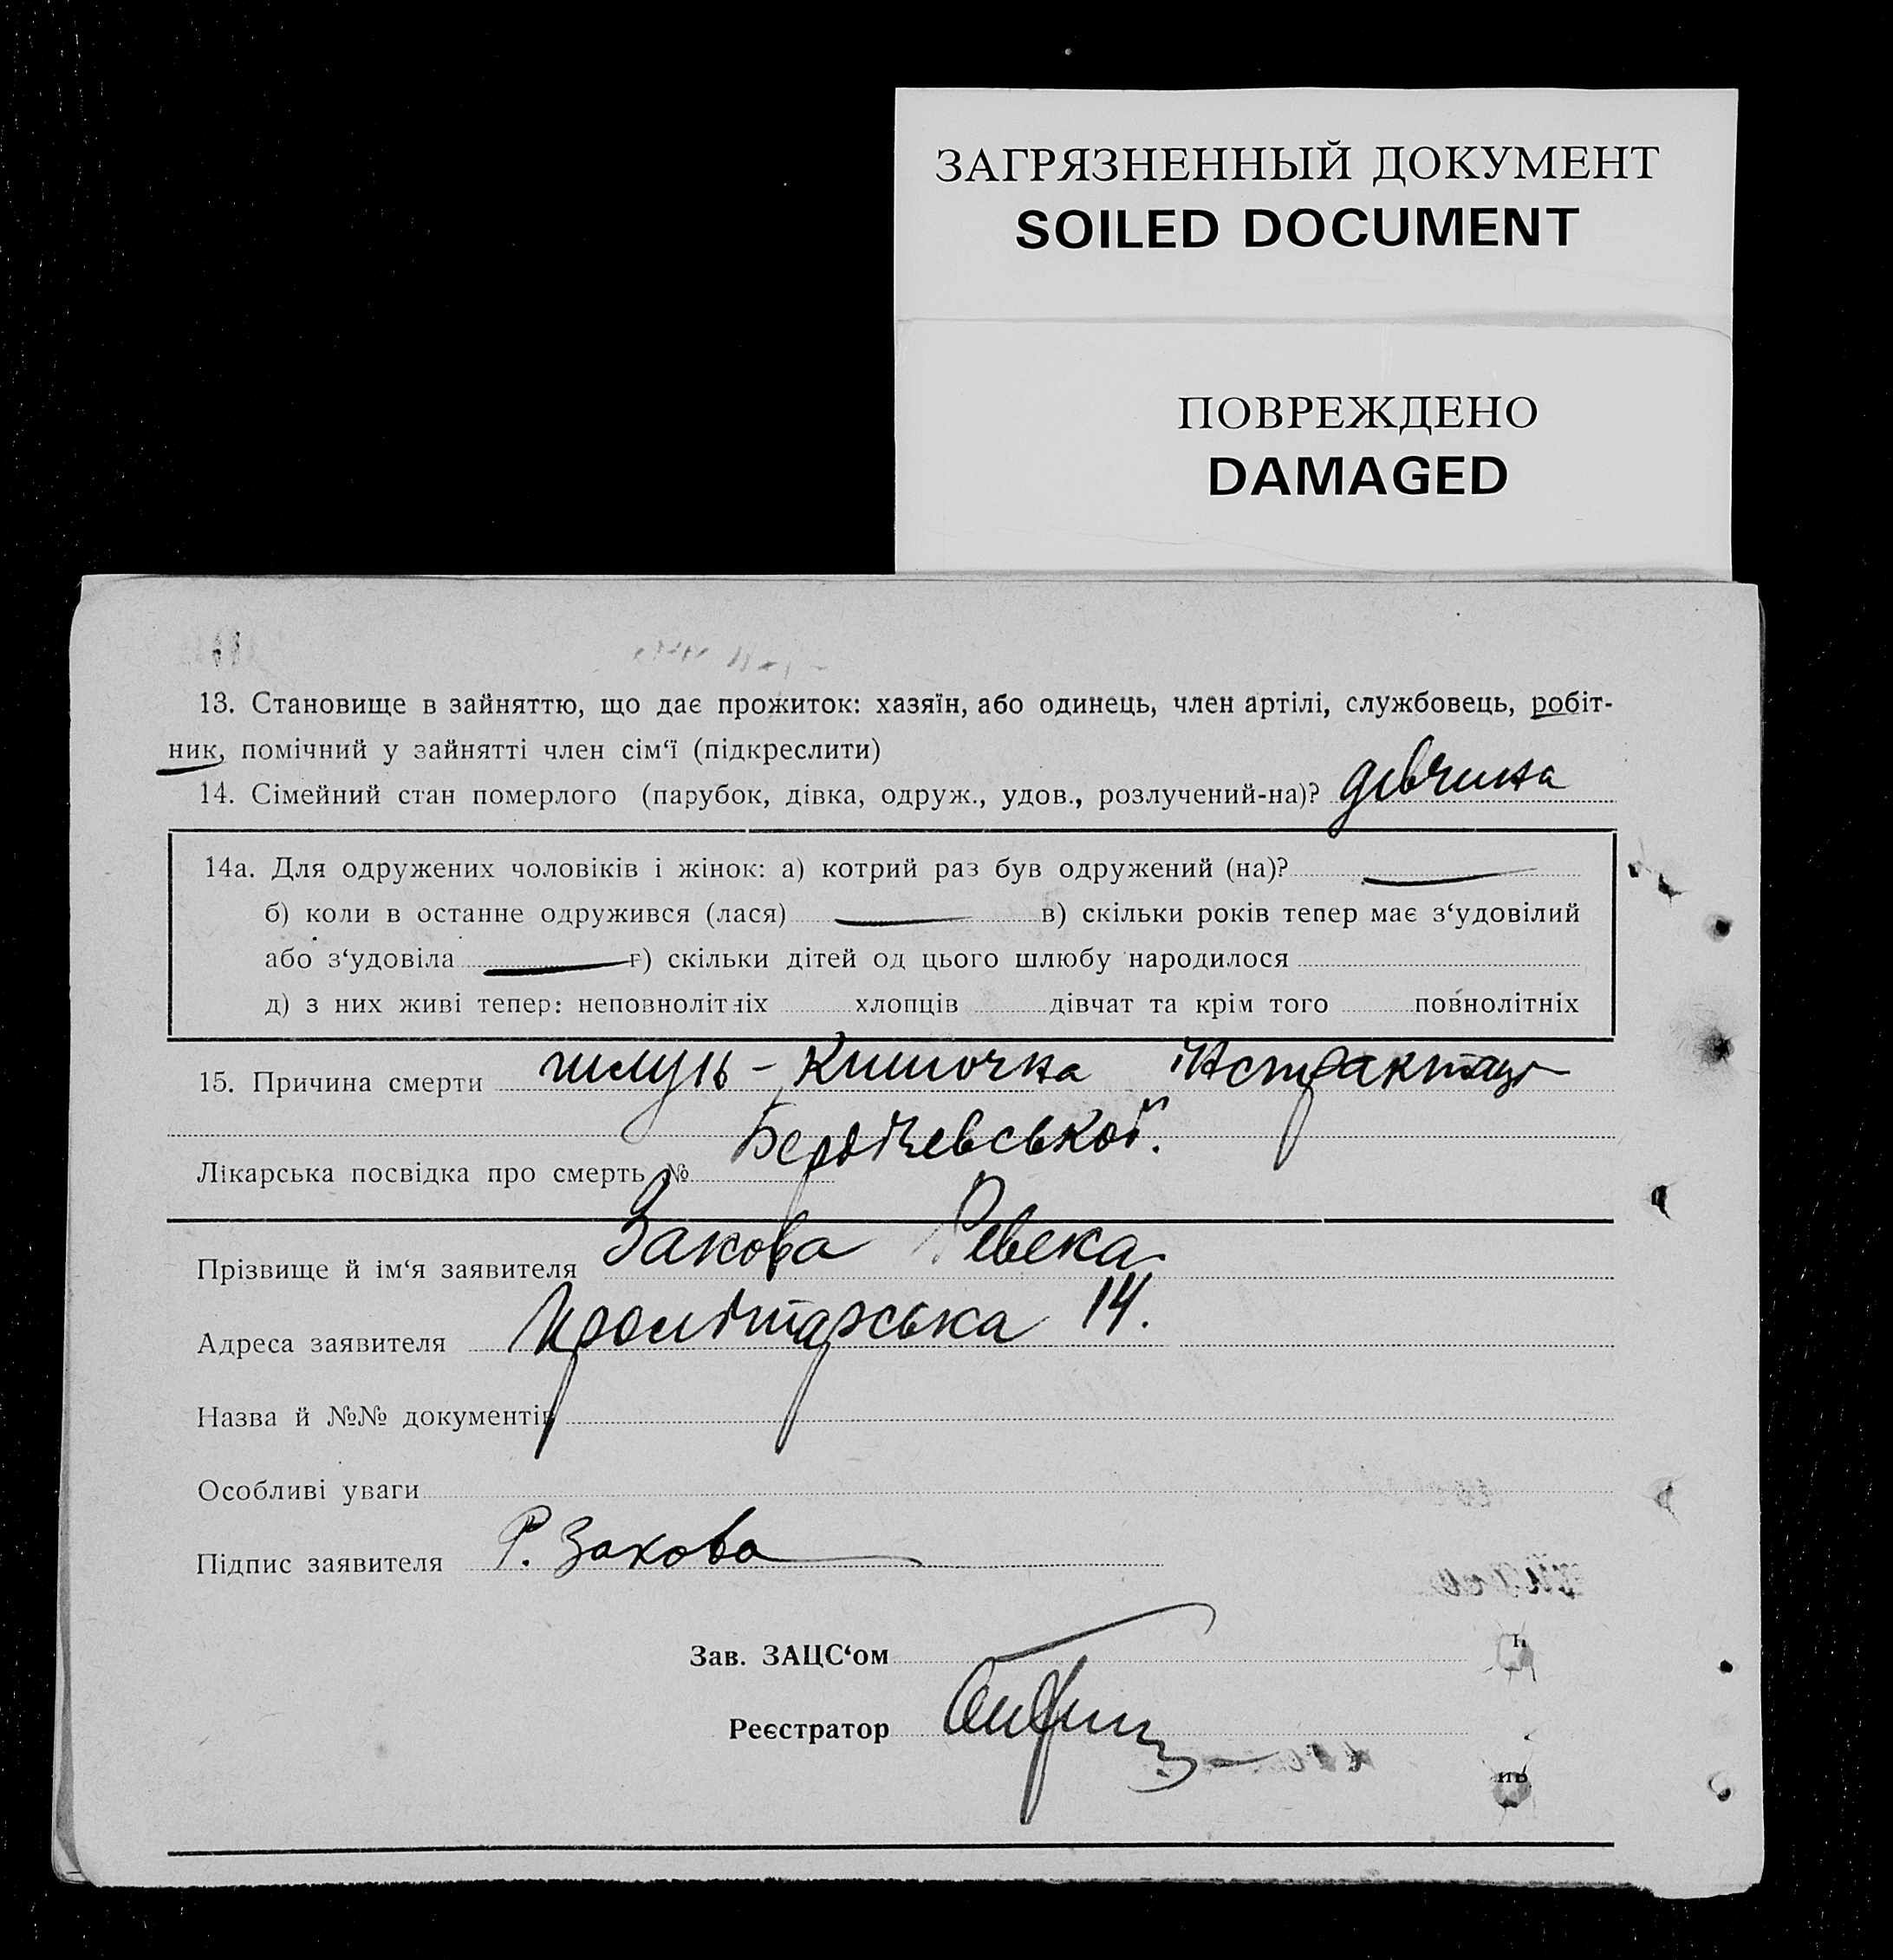 ЗАГРЯЗНЕННЫЙ ДОКУМЕНТ
SOILED DOCUMENT
ПОВРЕЖДЕНО
DAMAGED
13. Становище в зайняттю, що дає прожиток: хазяїн, або одинець, член артілі, службовець, робіт-
ник, помічний у зайнятті член сім‘ї (підкреслити)
14. Сімейний стан померлого (парубок, дівка, одруж., удов., розлучений-на)? дівчина
14а. Для одружених чоловіків і жінок: а) котрий раз був одружений (на)?
б) коли в останнє одружився (лася) в) скільки років тепер має з‘удовілий
або з‘удовіла г) скільки дітей од цього шлюбу народилося
д) з них живі тепер: неповнолітніх хлопців дівчат та крім того повнолітніх
15. Причина смерти
Бердічевської.
Лікарська посвідка про смерть №
Прізвище й ім‘я заявителя Закова Ревека
Адреса заявителя Пролітарська 14.
Назва й №№ документів
Особливі уваги
Підпис заявителя Р. Закова
Зав. ЗАЦС‘ом
Реєстратор